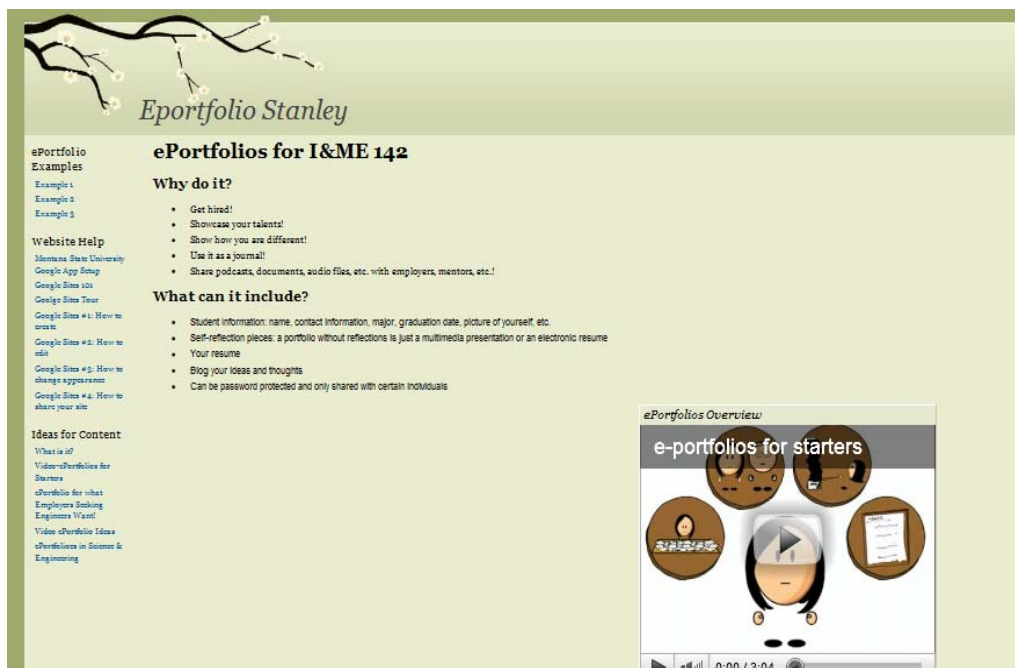 Eportfolio Stanley
ePortfolio
Examples
Example 1
Example 2
Example 3
Website Help
Montana State University
Google App Setup
Google Sites 101
Goolge Sites Tour
Google Sites #1: How to
create
Google Sites #2: How to
edit
Google Sites #3: How to
change appearance
Google Sites #4: How to
share your site
Ideas for Content
What is it?
Video-ePortfolios for
Starters
ePortfolio for what
Employers Seeking
Engineers Want!
Video ePortfolio Ideas
ePortfolioes in Science &
Engineering
ePortfolios for I&ME 142
Why do it?
• Get hired!
• Showcase your talents!
• Show how you are different!
• Use it as a journal!
• Share podcasts, documents, audio files, etc. with employers, mentors, etc.!
What can it include?
• Student information: name, contact information, major, graduation date, picture of yourself, etc.
• Self-reflection pieces: a portfolio without reflections is just a multimedia presentation or an electronic resume
• Your resume
• Blog your ideas and thoughts
• Can be password protected and only shared with certain individuals
ePortfolios Overview
e-portfolios for starters
0:00 / 3:04